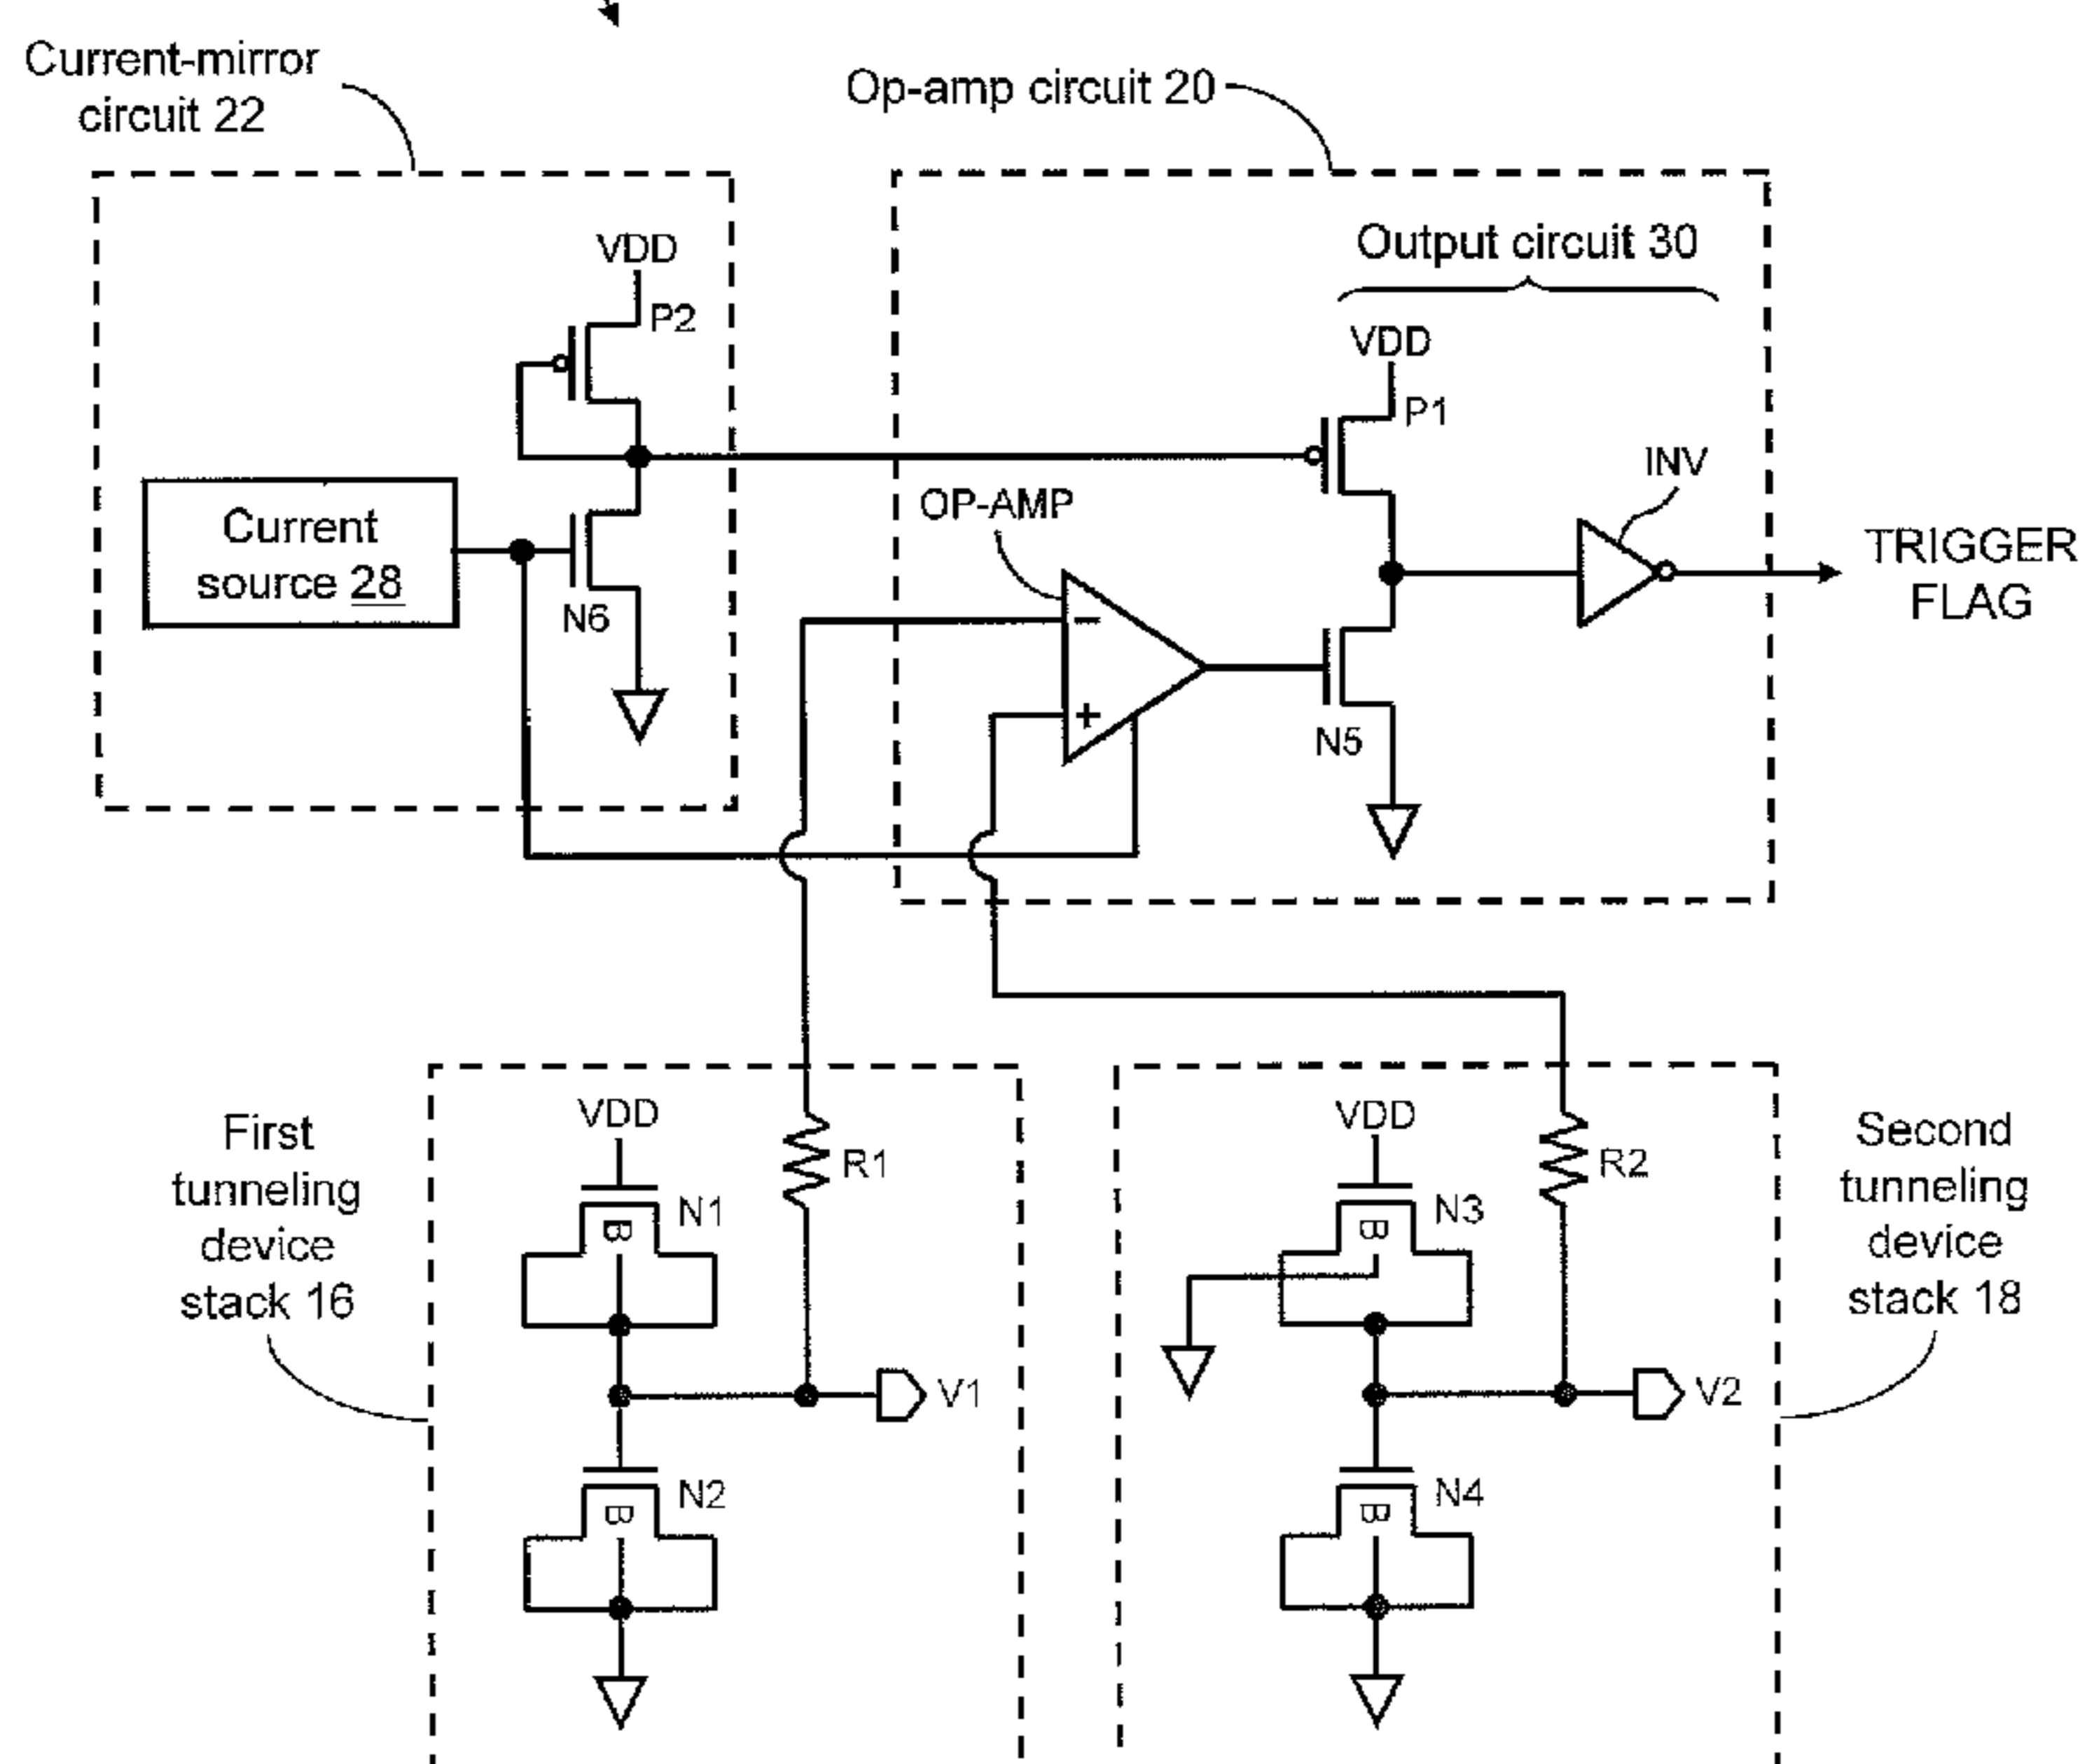 Current-mirror
circuit 22
Op-amp circuit 20
Output circuit 30
VDD
P2
VDD
P1
INV
OP-AMP
Current
source 28
N6
−
+
N5
TRIGGER
FLAG
First
tunneling
device
stack 16
VDD
N1
B
R1
V1
N2
B
VDD
N3
B
R2
V2
N4
B
Second
tunneling
device
stack 18